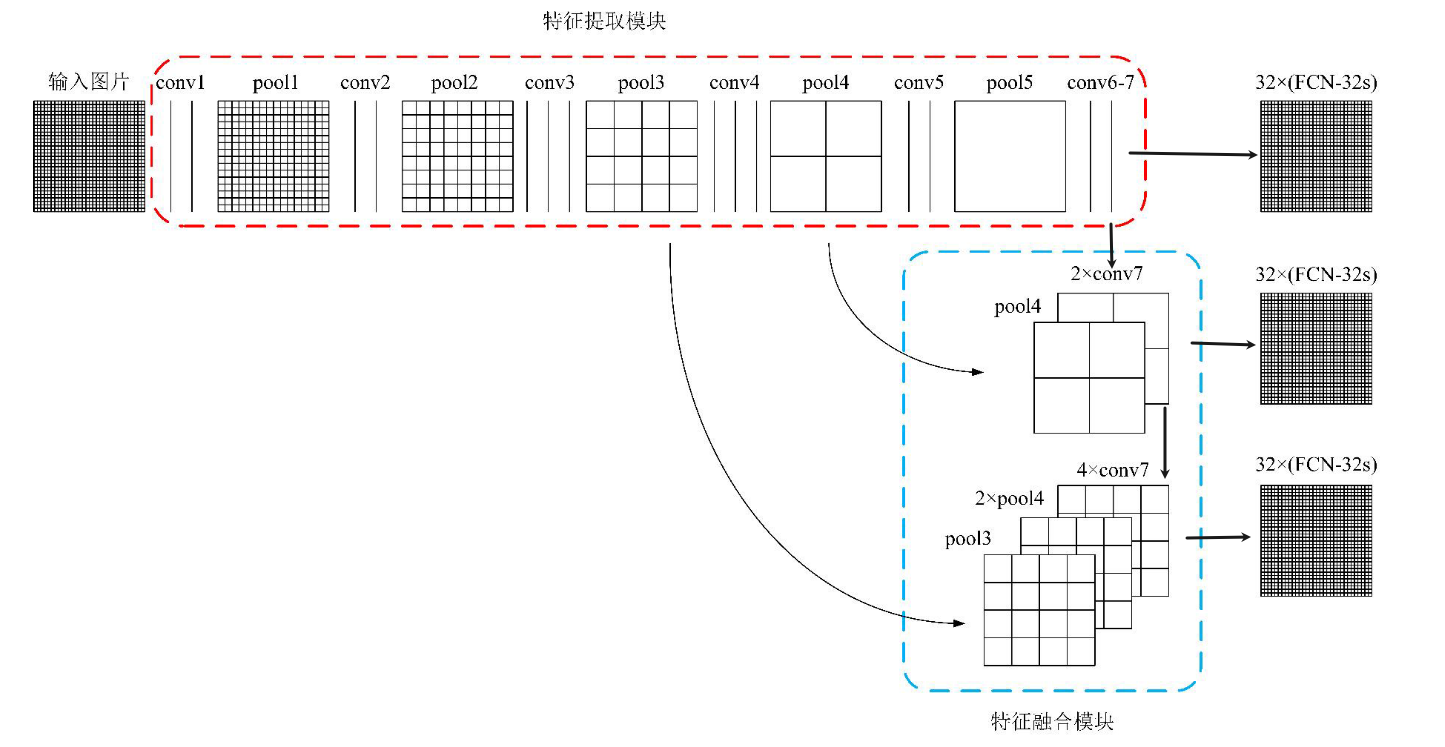 特征提取模块
输入图片
conv1
pool1
conv2
pool2
conv3
pool3
conv4
pool4
conv5
pool5
conv6-7
32×(FCN-32s)
2×conv7
32×(FCN-32s)
pool4
4×conv7
32×(FCN-32s)
2×pool4
pool3
特征融合模块